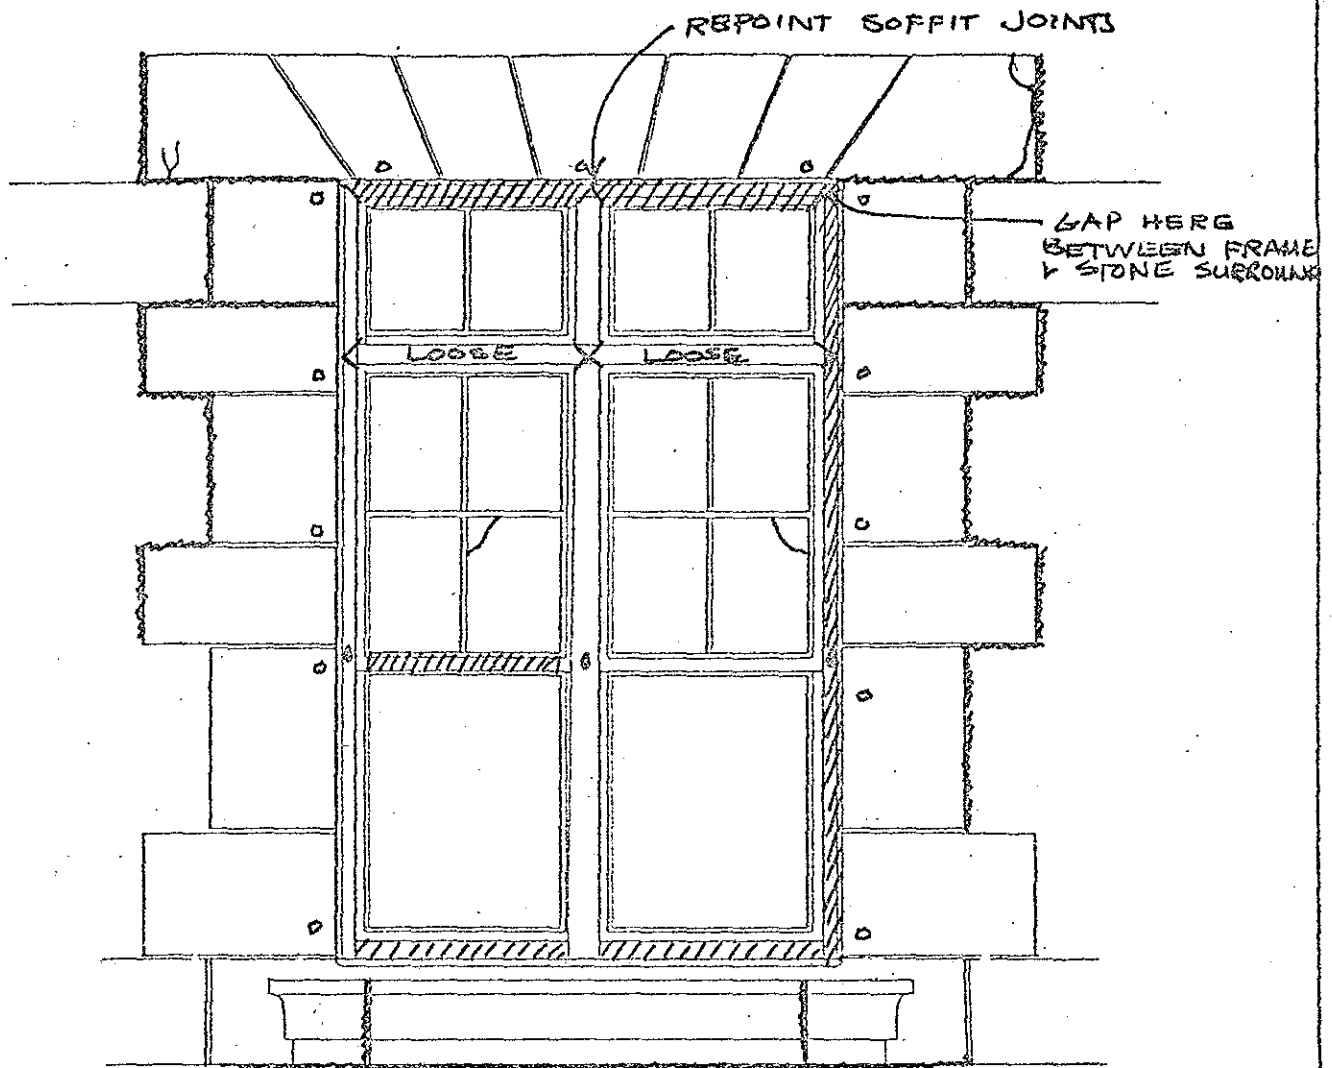 REPOINT SOFFIT JOINTS
GAP HERE
BETWEEN FRAME
& STONE SURROUND
LOOSE LOOSE